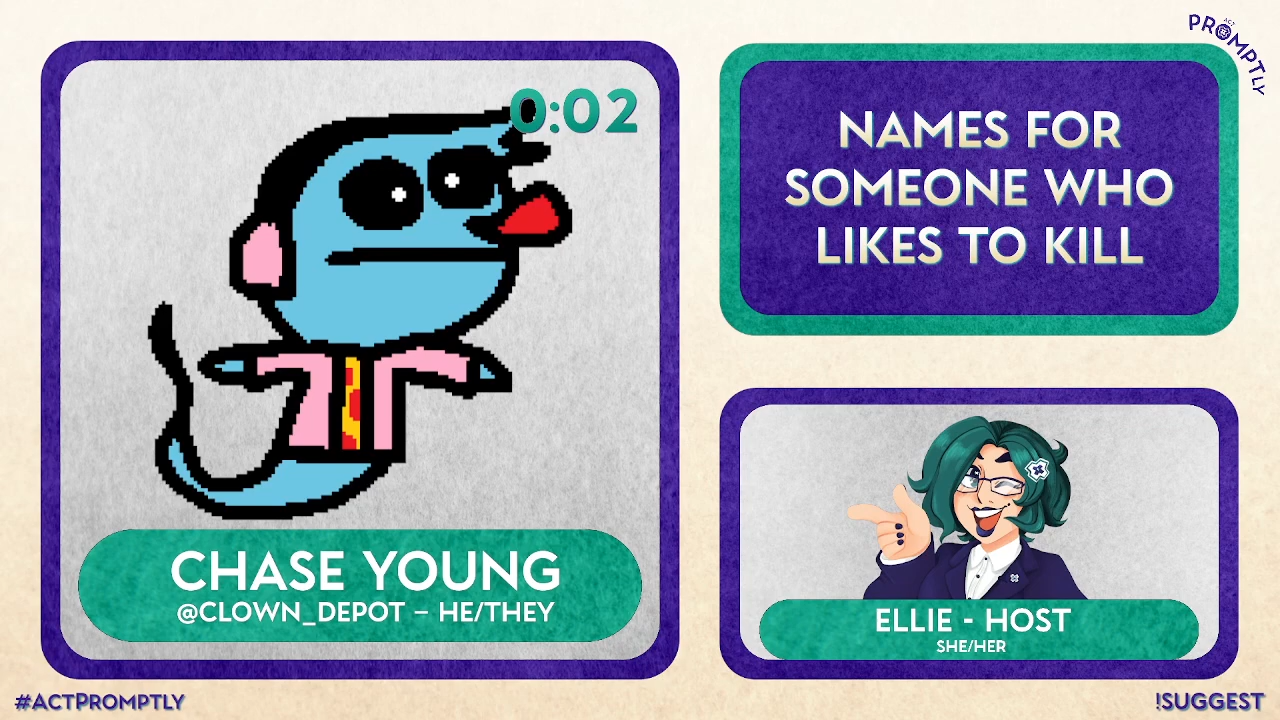 ACT
PROMPTLY
0:02
NAMES FOR
SOMEONE WHO
LIKES TO KILL
CHASE YOUNG
@CLOWN_DEPOT – HE/THEY
ELLIE - HOST
SHE/HER
#ACTPROMPTLY
!SUGGEST